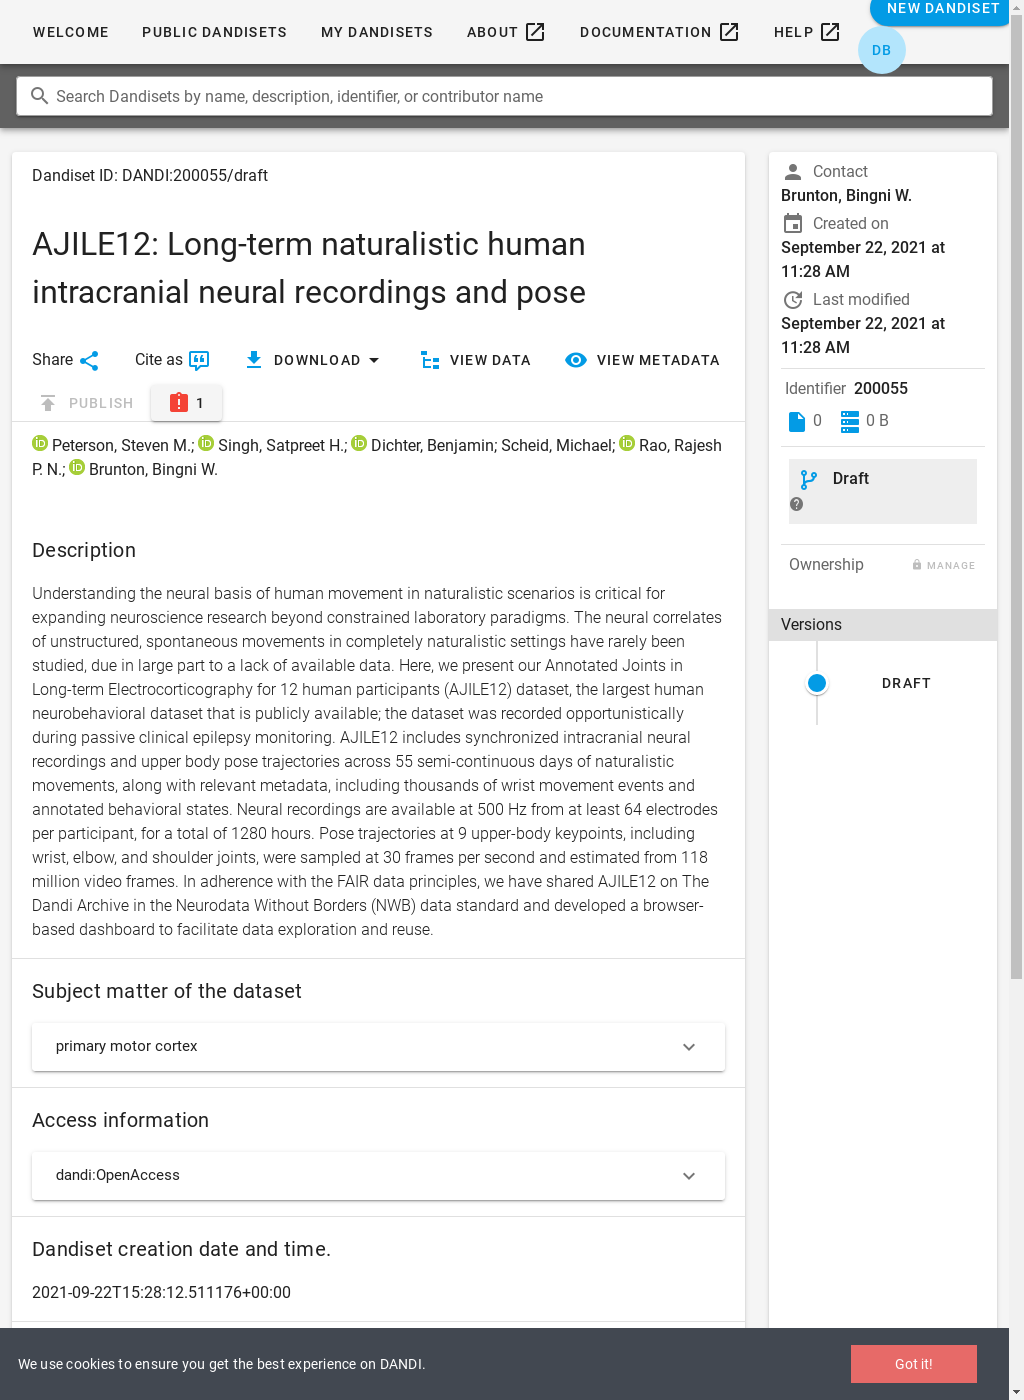 NEW DANDISET
WELCOME PUBLIC DANDISETS MY DANDISETS ABOUT DOCUMENTATION HELP
DB
Search Dandisets by name, description, identifier, or contributor name
Dandiset ID: DANDI:200055/draft
AJILE12: Long-term naturalistic human
intracranial neural recordings and pose
Share Cite as DOWNLOAD VIEW DATA VIEW METADATA
PUBLISH 1
Peterson, Steven M.; Singh, Satpreet H.; Dichter, Benjamin; Scheid, Michael; Rao, Rajesh
P. N.; Brunton, Bingni W.
Description
Understanding the neural basis of human movement in naturalistic scenarios is critical for
expanding neuroscience research beyond constrained laboratory paradigms. The neural correlates
of unstructured, spontaneous movements in completely naturalistic settings have rarely been
studied, due in large part to a lack of available data. Here, we present our Annotated Joints in
Long-term Electrocorticography for 12 human participants (AJILE12) dataset, the largest human
neurobehavioral dataset that is publicly available; the dataset was recorded opportunistically
during passive clinical epilepsy monitoring. AJILE12 includes synchronized intracranial neural
recordings and upper body pose trajectories across 55 semi-continuous days of naturalistic
movements, along with relevant metadata, including thousands of wrist movement events and
annotated behavioral states. Neural recordings are available at 500 Hz from at least 64 electrodes
per participant, for a total of 1280 hours. Pose trajectories at 9 upper-body keypoints, including
wrist, elbow, and shoulder joints, were sampled at 30 frames per second and estimated from 118
million video frames. In adherence with the FAIR data principles, we have shared AJILE12 on The
Dandi Archive in the Neurodata Without Borders (NWB) data standard and developed a browser-
based dashboard to facilitate data exploration and reuse.
Subject matter of the dataset
primary motor cortex
Access information
dandi:OpenAccess
Dandiset creation date and time.
2021-09-22T15:28:12.511176+00:00
Contact
Brunton, Bingni W.
Created on
September 22, 2021 at
11:28 AM
Last modified
September 22, 2021 at
11:28 AM
Identifier 200055
0 0 B
Draft
Ownership MANAGE
Versions
DRAFT
We use cookies to ensure you get the best experience on DANDI.
Got it!